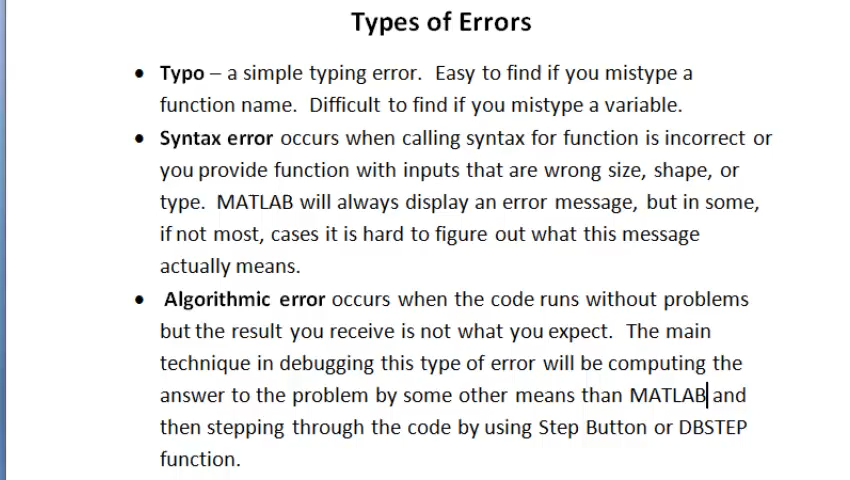 Types of Errors
• Typo – a simple typing error. Easy to find if you mistype a
function name. Difficult to find if you mistype a variable.
• Syntax error occurs when calling syntax for function is incorrect or
you provide function with inputs that are wrong size, shape, or
type. MATLAB will always display an error message, but in some,
if not most, cases it is hard to figure out what this message
actually means.
• Algorithmic error occurs when the code runs without problems
but the result you receive is not what you expect. The main
technique in debugging this type of error will be computing the
answer to the problem by some other means than MATLAB and
then stepping through the code by using Step Button or DBSTEP
function.